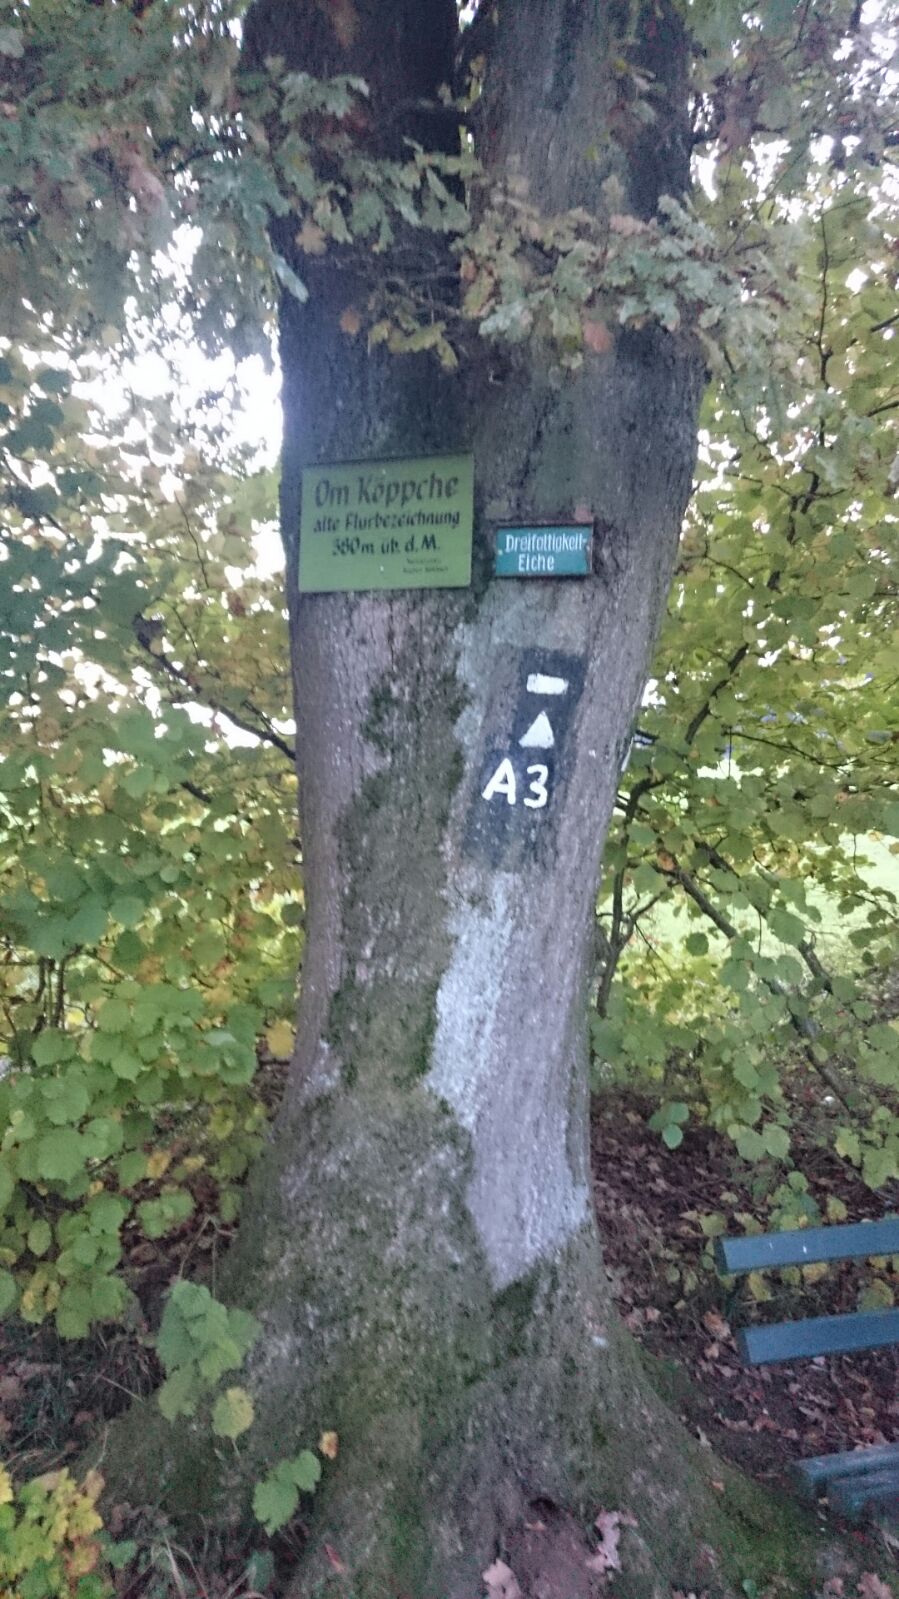 Om Köppche
alte Flurbezeichnung
380m üb. d. M.
Dreifaltigkeit-
Eiche
A3